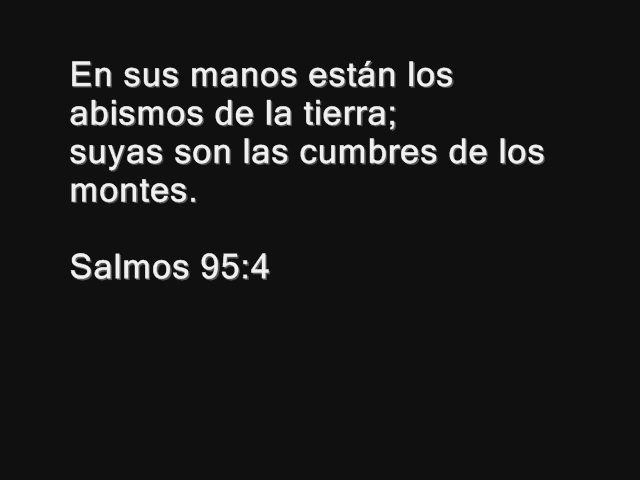 En sus manos están los
abismos de la tierra;
suyas son las cumbres de los
montes.
Salmos 95:4